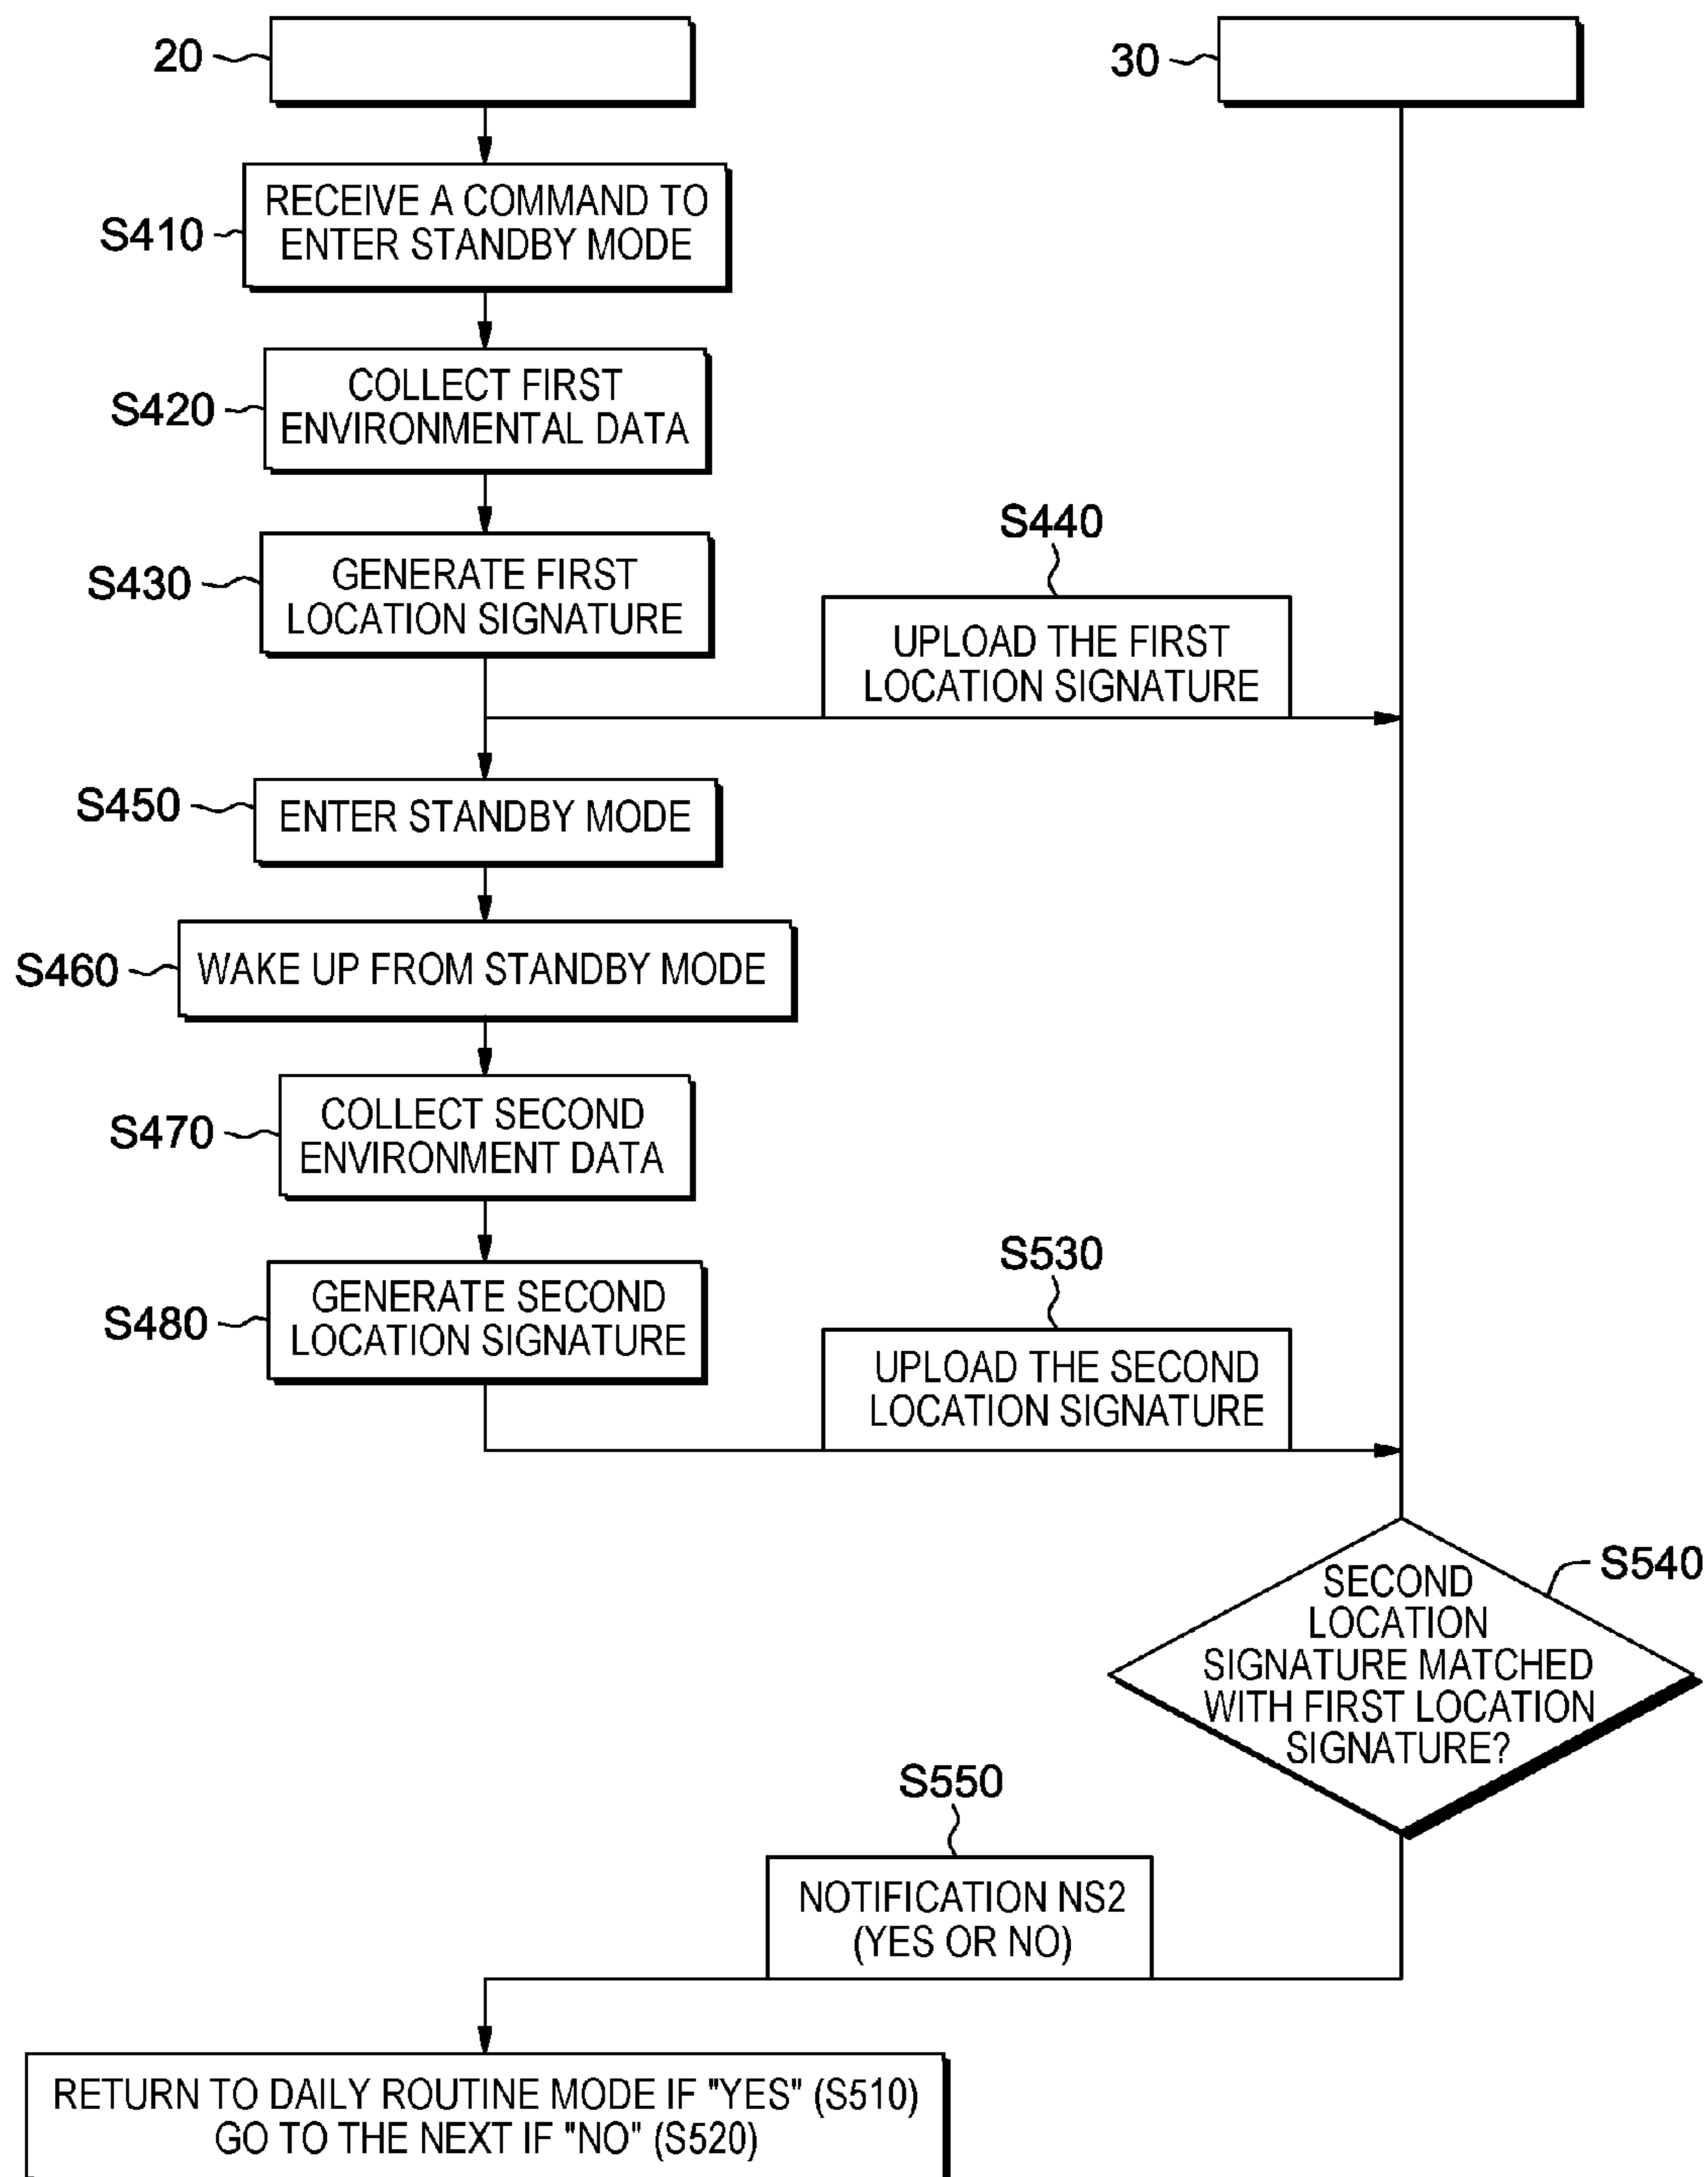 20
30
S410
RECEIVE A COMMAND TO
ENTER STANDBY MODE
S420
COLLECT FIRST
ENVIRONMENTAL DATA
S430
GENERATE FIRST
LOCATION SIGNATURE
S440
UPLOAD THE FIRST
LOCATION SIGNATURE
S450
ENTER STANDBY MODE
S460
WAKE UP FROM STANDBY MODE
S470
COLLECT SECOND
ENVIRONMENT DATA
S480
GENERATE SECOND
LOCATION SIGNATURE
S530
UPLOAD THE SECOND
LOCATION SIGNATURE
S540
SECOND
LOCATION
SIGNATURE MATCHED
WITH FIRST LOCATION
SIGNATURE?
S550
NOTIFICATION NS2
(YES OR NO)
RETURN TO DAILY ROUTINE MODE IF "YES" (S510)
GO TO THE NEXT IF "NO" (S520)